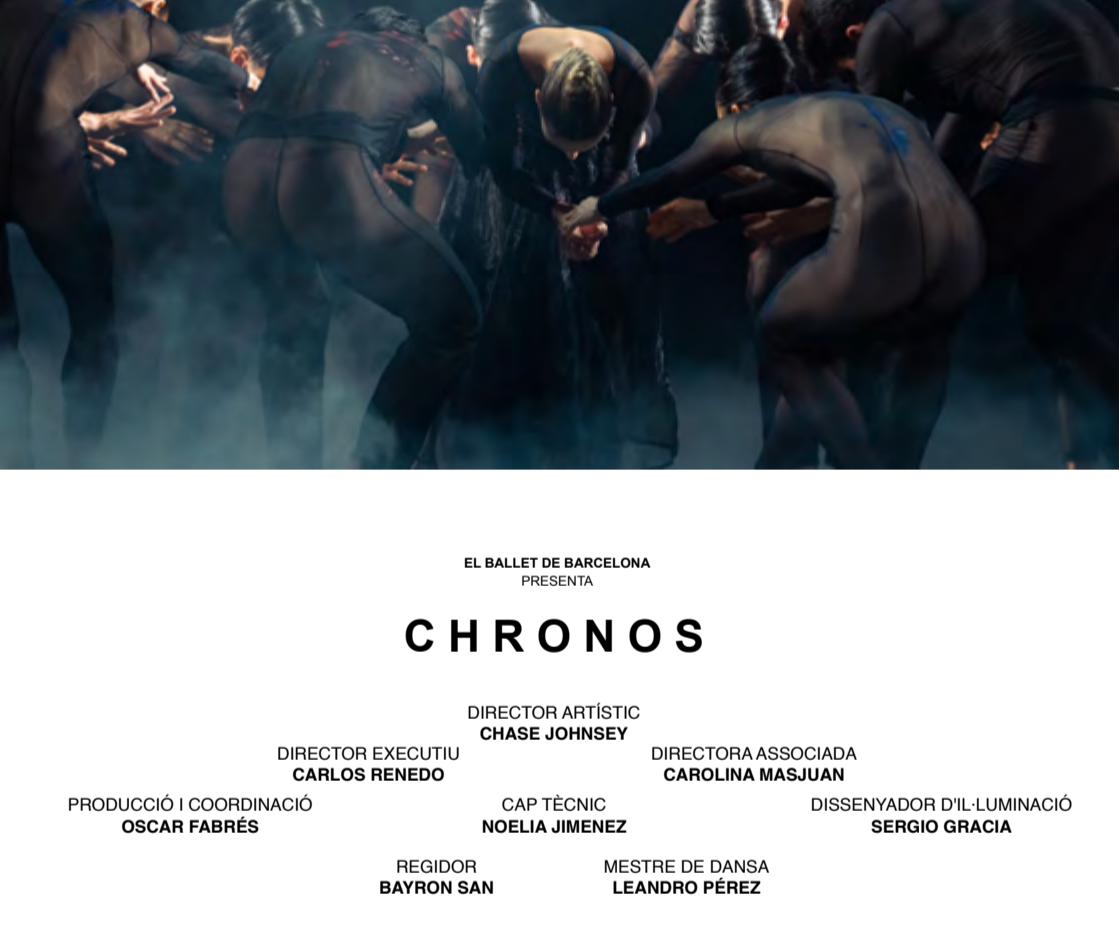 EL BALLET DE BARCELONA
PRESENTA
CHRONOS
DIRECTOR ARTÍSTIC
CHASE JOHNSEY
DIRECTOR EXECUTIU
CARLOS RENEDO
DIRECTORA ASSOCIADA
CAROLINA MASJUAN
PRODUCCIÓ I COORDINACIÓ
OSCAR FABRÉS
CAP TÈCNIC
NOELIA JIMENEZ
DISSENYADOR D'IL·LUMINACIÓ
SERGIO GRACIA
REGIDOR
BAYRON SAN
MESTRE DE DANSA
LEANDRO PÉREZ